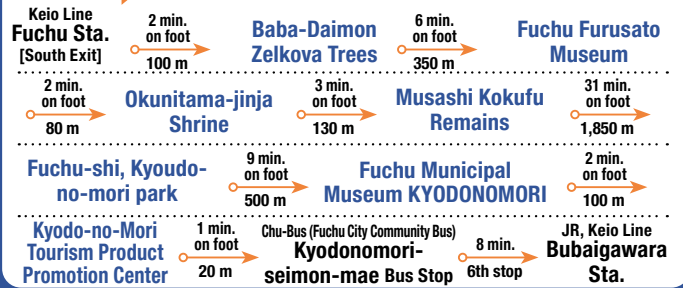 Keio Line
Fuchu Sta.
[South Exit]
2 min.
on foot
100 m
Baba-Daimon
Zelkova Trees
6 min.
on foot
350 m
Fuchu Furusato
Museum
2 min.
on foot
80 m
Okunitama-jinja
Shrine
3 min.
on foot
130 m
Musashi Kokufu
Remains
31 min.
on foot
1,850 m
Fuchu-shi, Kyoudo-
no-mori park
9 min.
on foot
500 m
Fuchu Municipal
Museum KYODONOMORI
2 min.
on foot
100 m
Kyodo-no-Mori
Tourism Product
Promotion Center
1 min.
on foot
20 m
Chu-Bus (Fuchu City Community Bus)
Kyodonomori-
seimon-mae Bus Stop
8 min.
6th stop
JR, Keio Line
Bubaigawara
Sta.